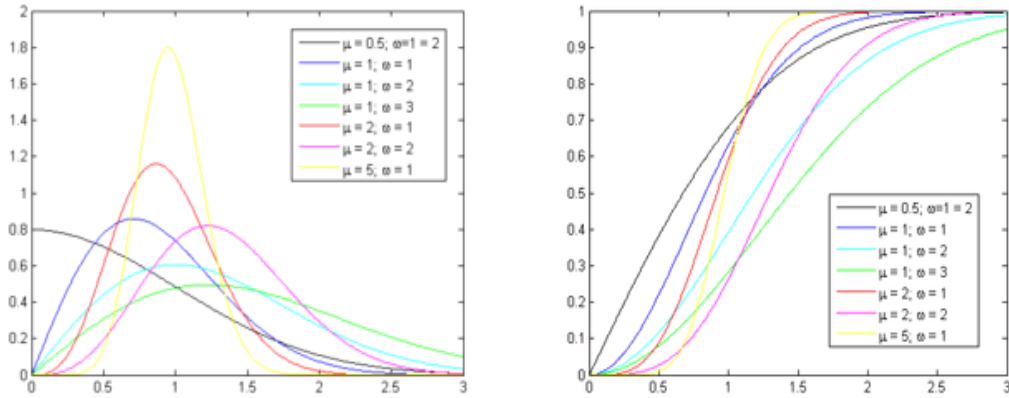 2
1.8
1.6
1.4
1.2
1
0.8
0.6
0.4
0.2
0
0 0.5 1 1.5 2 2.5 3
μ = 0.5; ω=1 = 2
μ = 1; ω = 1
μ = 1; ω = 2
μ = 1; ω = 3
μ = 2; ω = 1
μ = 2; ω = 2
μ = 5; ω = 1
1
0.9
0.8
0.7
0.6
0.5
0.4
0.3
0.2
0.1
0
0 0.5 1 1.5 2 2.5 3
μ = 0.5; ω=1 = 2
μ = 1; ω = 1
μ = 1; ω = 2
μ = 1; ω = 3
μ = 2; ω = 1
μ = 2; ω = 2
μ = 5; ω = 1